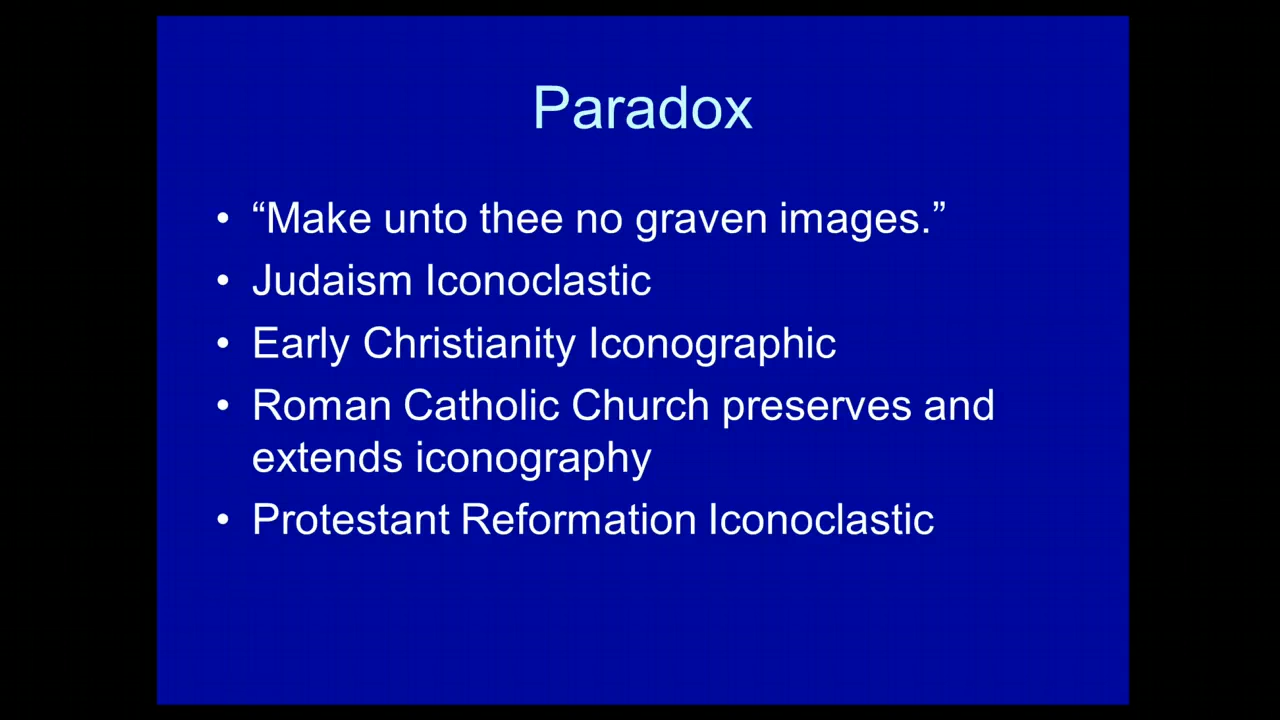 Paradox
• “Make unto thee no graven images.”
• Judaism Iconoclastic
• Early Christianity Iconographic
• Roman Catholic Church preserves and
extends iconography
• Protestant Reformation Iconoclastic